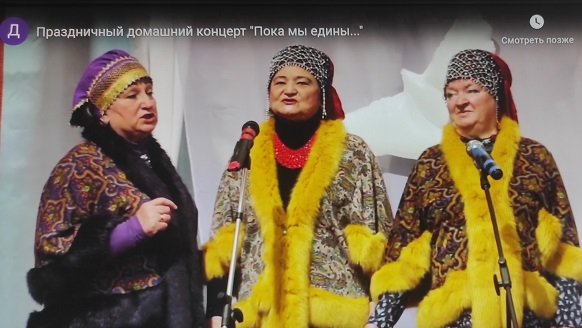 Д
Праздничный домашний концерт "Пока мы едины..."
Смотреть позже